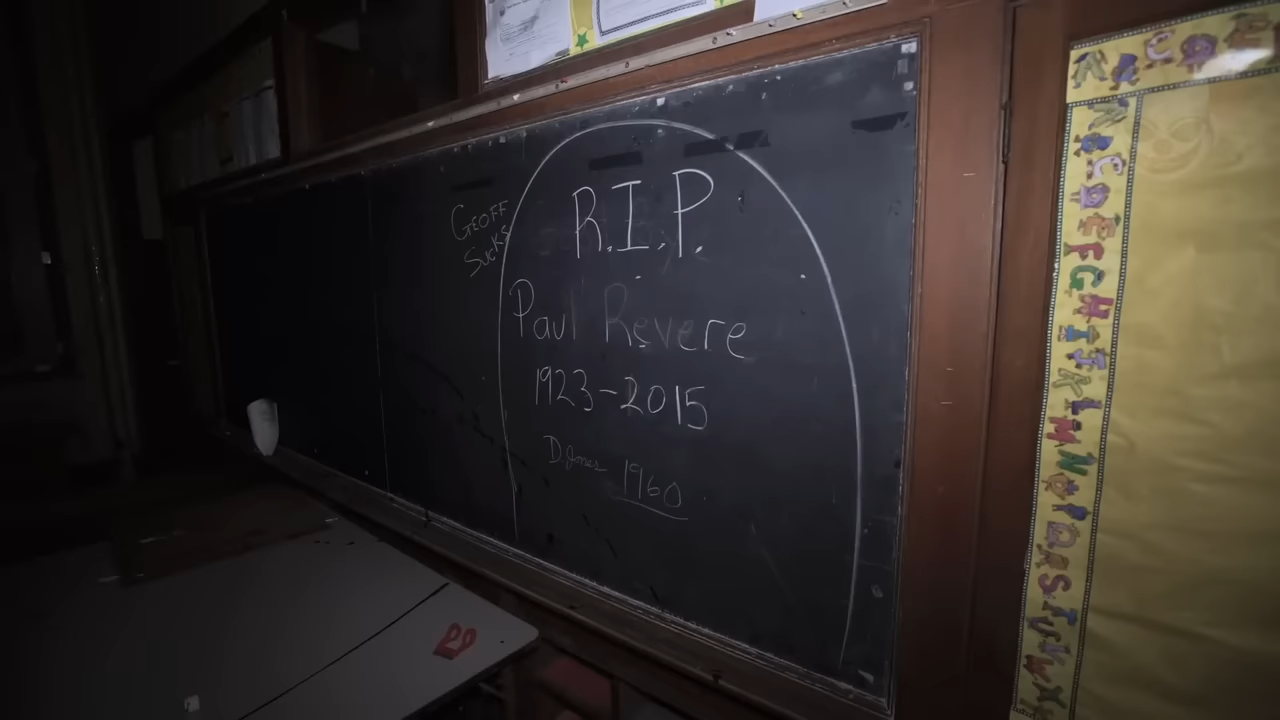 GEOFF
SUCKS
R.I.P.
Paul Revere
1923-2015
D Jones 1960
A B C D E F G H I J K L M N O P Q R S T U V W X